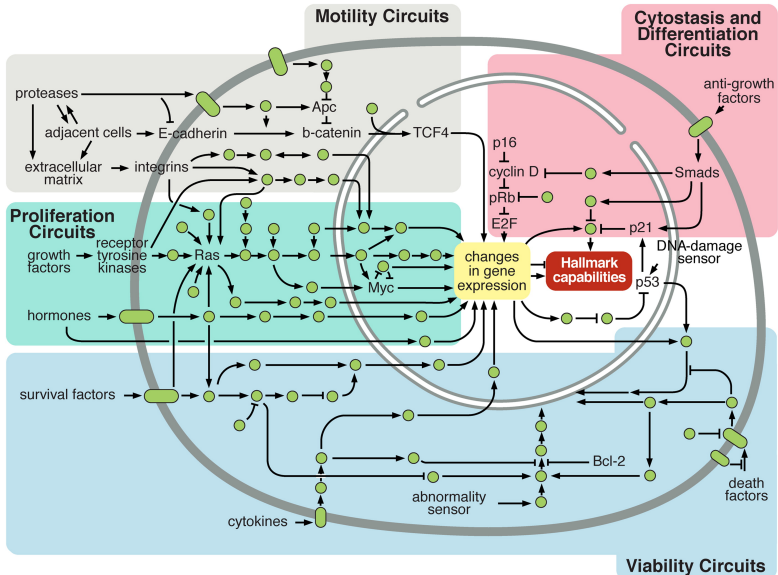 Motility Circuits
Cytostasis and
Differentiation
Circuits
proteases
Apc
anti-growth
factors
adjacent cells
E-cadherin
b-catenin
TCF4
p16
extracellular
matrix
integrins
cyclin D
Smads
pRb
Proliferation
Circuits
E2F
p21
growth
factors
receptor
tyrosine
kinases
Ras
changes
in gene
expression
Hallmark
capabilities
DNA-damage
sensor
Myc
p53
hormones
survival factors
Bcl-2
abnormality
sensor
death
factors
cytokines
Viability Circuits